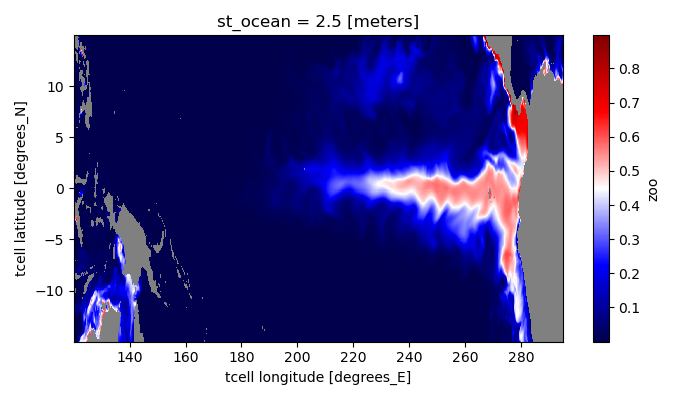 st_ocean = 2.5 [meters]
10
5
0
−5
−10
tcell latitude [degrees_N]
140 160 180 200 220 240 260 280
tcell longitude [degrees_E]
0.8
0.7
0.6
0.5
0.4
0.3
0.2
0.1
zoo